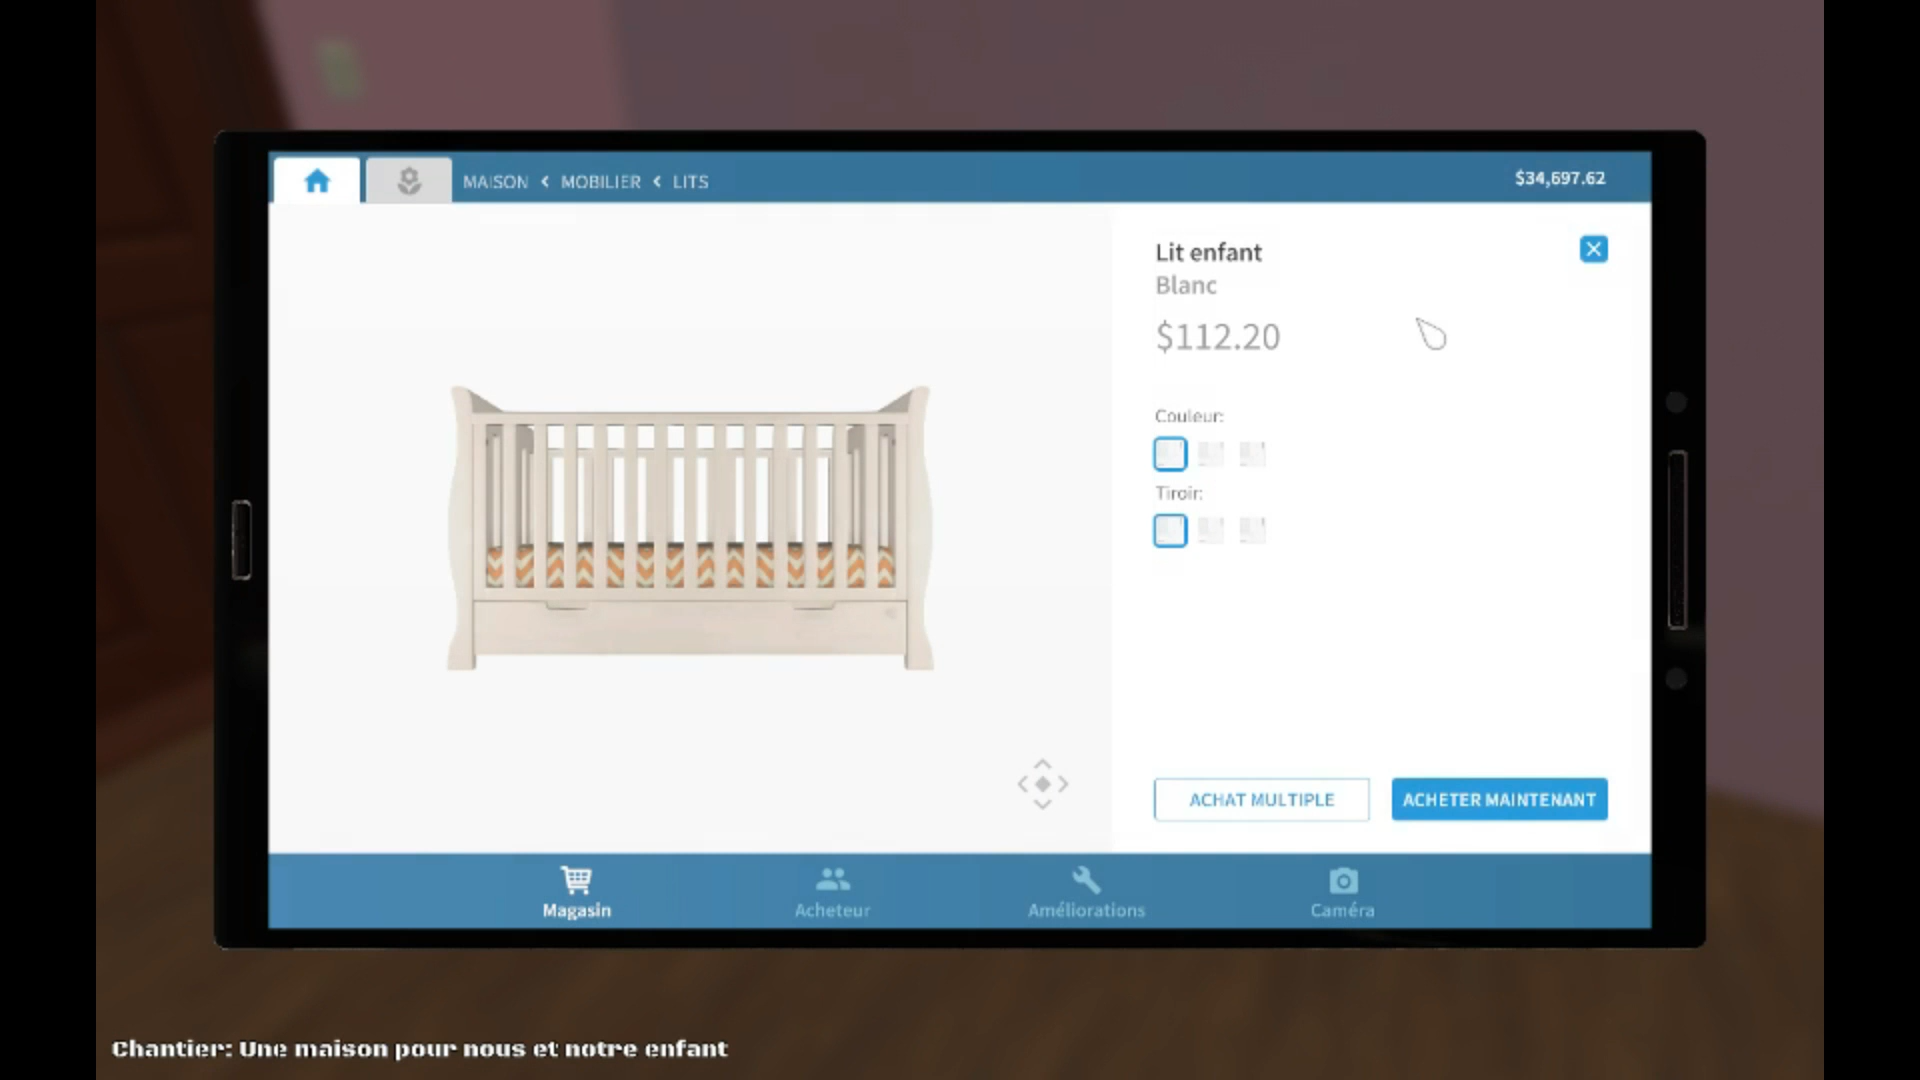 MAISON < MOBILIER < LITS
$34,697.62
Lit enfant
Blanc
$112.20
Couleur:
Tiroir:
ACHAT MULTIPLE
ACHETER MAINTENANT
Magasin
Acheteur
Améliorations
Caméra
Chantier: Une maison pour nous et notre enfant